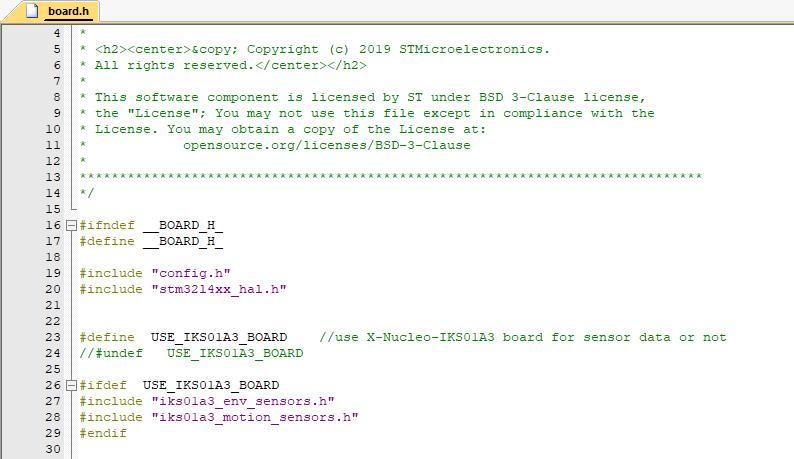 board.h
4 *
5 * <h2><center>&copy; Copyright (c) 2019 STMicroelectronics.
6 * All rights reserved.</center></h2>
7 *
8 * This software component is licensed by ST under BSD 3-Clause license,
9 * the "License"; You may not use this file except in compliance with the
10 * License. You may obtain a copy of the License at:
11 *            opensource.org/licenses/BSD-3-Clause
12 *
13 ******************************************************************************
14 */
15
16 #ifndef __BOARD_H_
17 #define __BOARD_H_
18
19 #include "config.h"
20 #include "stm32l4xx_hal.h"
21
22
23 #define  USE_IKS01A3_BOARD    //use X-Nucleo-IKS01A3 board for sensor data or not
24 //#undef   USE_IKS01A3_BOARD
25
26 #ifdef  USE_IKS01A3_BOARD
27 #include "iks01a3_env_sensors.h"
28 #include "iks01a3_motion_sensors.h"
29 #endif
30